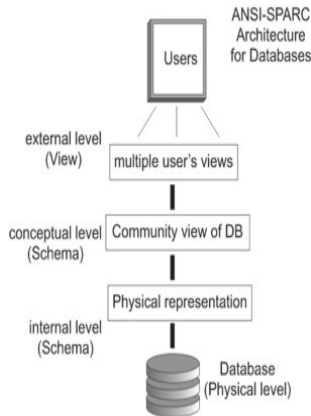 ANSI-SPARC
Architecture
for Databases
Users
external level
(View)
multiple user's views
conceptual level
(Schema)
Community view of DB
Physical representation
internal level
(Schema)
Database
(Physical level)